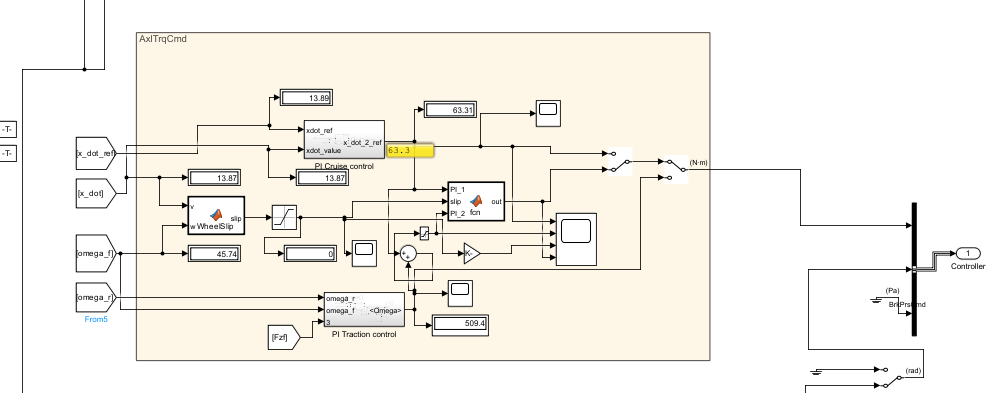 AxlTrqCmd
13.89
63.31
-T-
xdot_ref
x_dot_2_ref
xdot_value
63.3
-T-
[x_dot_ref]
PI Cruise control
(N·m)
13.87
13.87
[x_dot]
PI_1
slip
out
PI_2
fcn
v
slip
w WheelSlip
[omega_f]
45.74
0
K-
+
+
1
Controller
[omega_r]
omega_r
omega_f
<Omega>
3
(Pa)
BrkPrsCmd
From5
509.4
[Fzf]
PI Traction control
(rad)